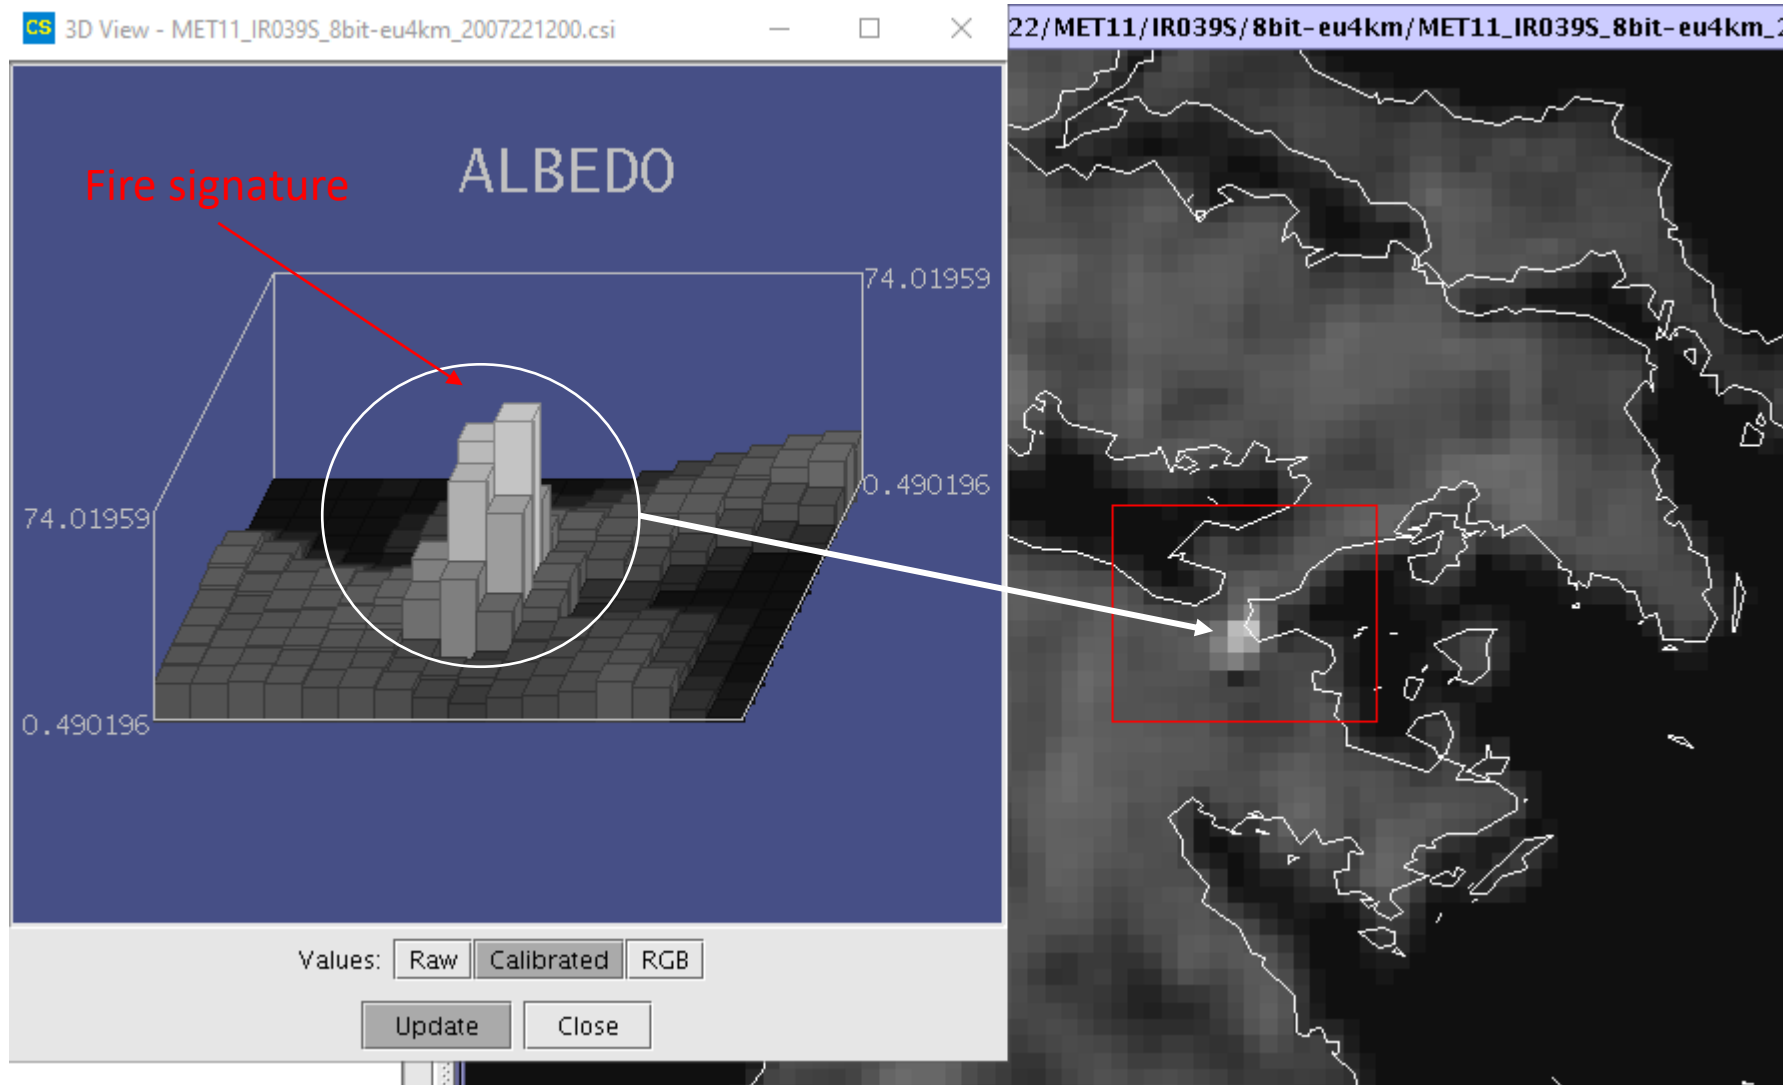 CS 3D View - MET11_IR039S_8bit-eu4km_2007221200.csi
22/MET11/IR039S/8bit-eu4km/MET11_IR039S_8bit-eu4km_2
ALBEDO
Fire signature
74.01959
0.490196
74.01959
0.490196
Values: Raw Calibrated RGB
Update Close